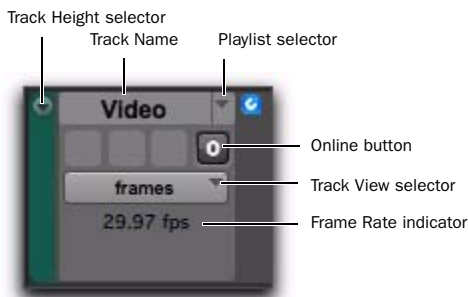 Track Height selector
Track Name
Playlist selector
Video
0
Online button
frames
Track View selector
29.97 fps
Frame Rate indicator